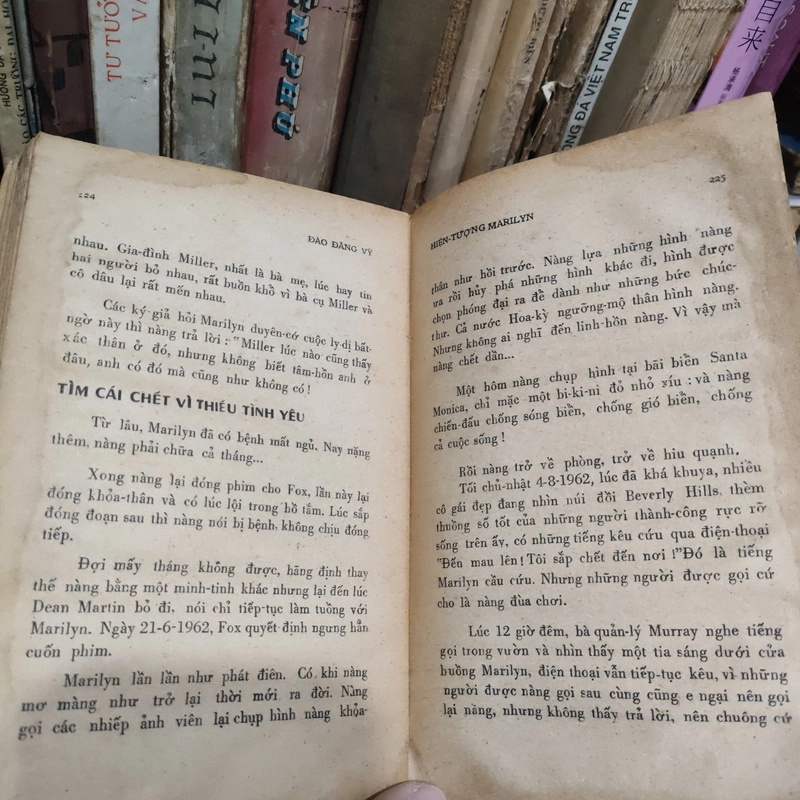 HƯỜNG DỰ
CÁC TRƯỜNG ĐẠI HỌ
TƯ TƯỞ
VA
LU-I
ÊN PHỦ
ONG ĐÁ VIỆT NAM TR
自来
224
ĐÀO ĐĂNG VỸ
nhau. Gia-đình Miller, nhất là bà mẹ, lúc hay tin
hai người bỏ nhau, rất buồn khổ vì bà cụ Miller và
cô dâu lại rất mến nhau.
Các ký-giả hỏi Marilyn duyên-cớ cuộc ly-dị bất-
ngờ này thì nàng trả lời : “Miller lúc nào cũng thấy
xác thân ở đó, nhưng không biết tâm-hồn anh ở
đâu, anh có đó mà cũng như không có !
TÌM CÁI CHẾT VÌ THIẾU TÌNH YÊU
Từ lâu, Marilyn đã có bệnh mất ngủ. Nay nặng
thêm, nàng phải chữa cả tháng...
Xong nàng lại đóng phim cho Fox, lần này lại
đóng khỏa-thân và có lúc lội trong hồ tắm. Lúc sắp
đóng đoạn sau thì nàng nói bị bệnh, không chịu đóng
tiếp.
Đợi mấy tháng không được, hãng định thay
thế nàng bằng một minh-tinh khác nhưng lại đến lúc
Dean Martin bỏ đi, nói chỉ tiếp-tục làm tuồng với
Marilyn. Ngày 21-6-1962, Fox quyết định ngưng hẳn
cuốn phim.
Marilyn lần lần như phát điên. Có khi nàng
mơ màng như trở lại thời mới ra đời. Nàng
gọi các nhiếp ảnh viên lại chụp hình nàng khỏa-
225
HIỆN-TƯỢNG MARILYN
thân như hồi trước. Nàng lựa những hình nàng
ưa rồi hủy phá những hình khác đi, hình được
chọn phóng đại ra để dành như những bức chúc-
thư. Cả nước Hoa-kỳ ngưỡng-mộ thân hình nàng.
Nhưng không ai nghĩ đến linh-hồn nàng. Vì vậy mà
nàng chết dần...
Một hôm nàng chụp hình tại bãi biển Santa
Monica, chỉ mặc một bi-ki-ni đỏ nhỏ xíu : và nàng
chiến-đấu chống sóng biển, chống gió biển, chống
cả cuộc sống !
Rồi nàng trở về phòng, trở về hiu quạnh.
Tối chủ-nhật 4-8-1962, lúc đã khá khuya, nhiều
cô gái đẹp đang nhìn núi đồi Beverly Hills, thèm
thuồng số tốt của những người thành-công rực rỡ
sống trên ấy, có những tiếng kêu cứu qua điện-thoại
“Đến mau lên ! Tôi sắp chết đến nơi !” Đó là tiếng
Marilyn cầu cứu. Nhưng những người được gọi cứ
cho là nàng đùa chơi.
Lúc 12 giờ đêm, bà quản-lý Murray nghe tiếng
gọi trong vườn và nhìn thấy một tia sáng dưới cửa
buồng Marilyn, điện thoại vẫn tiếp-tục kêu, vì những
người được nàng gọi sau cùng cũng e ngại nên gọi
lại nàng, nhưng không thấy trả lời, nên chuông cứ